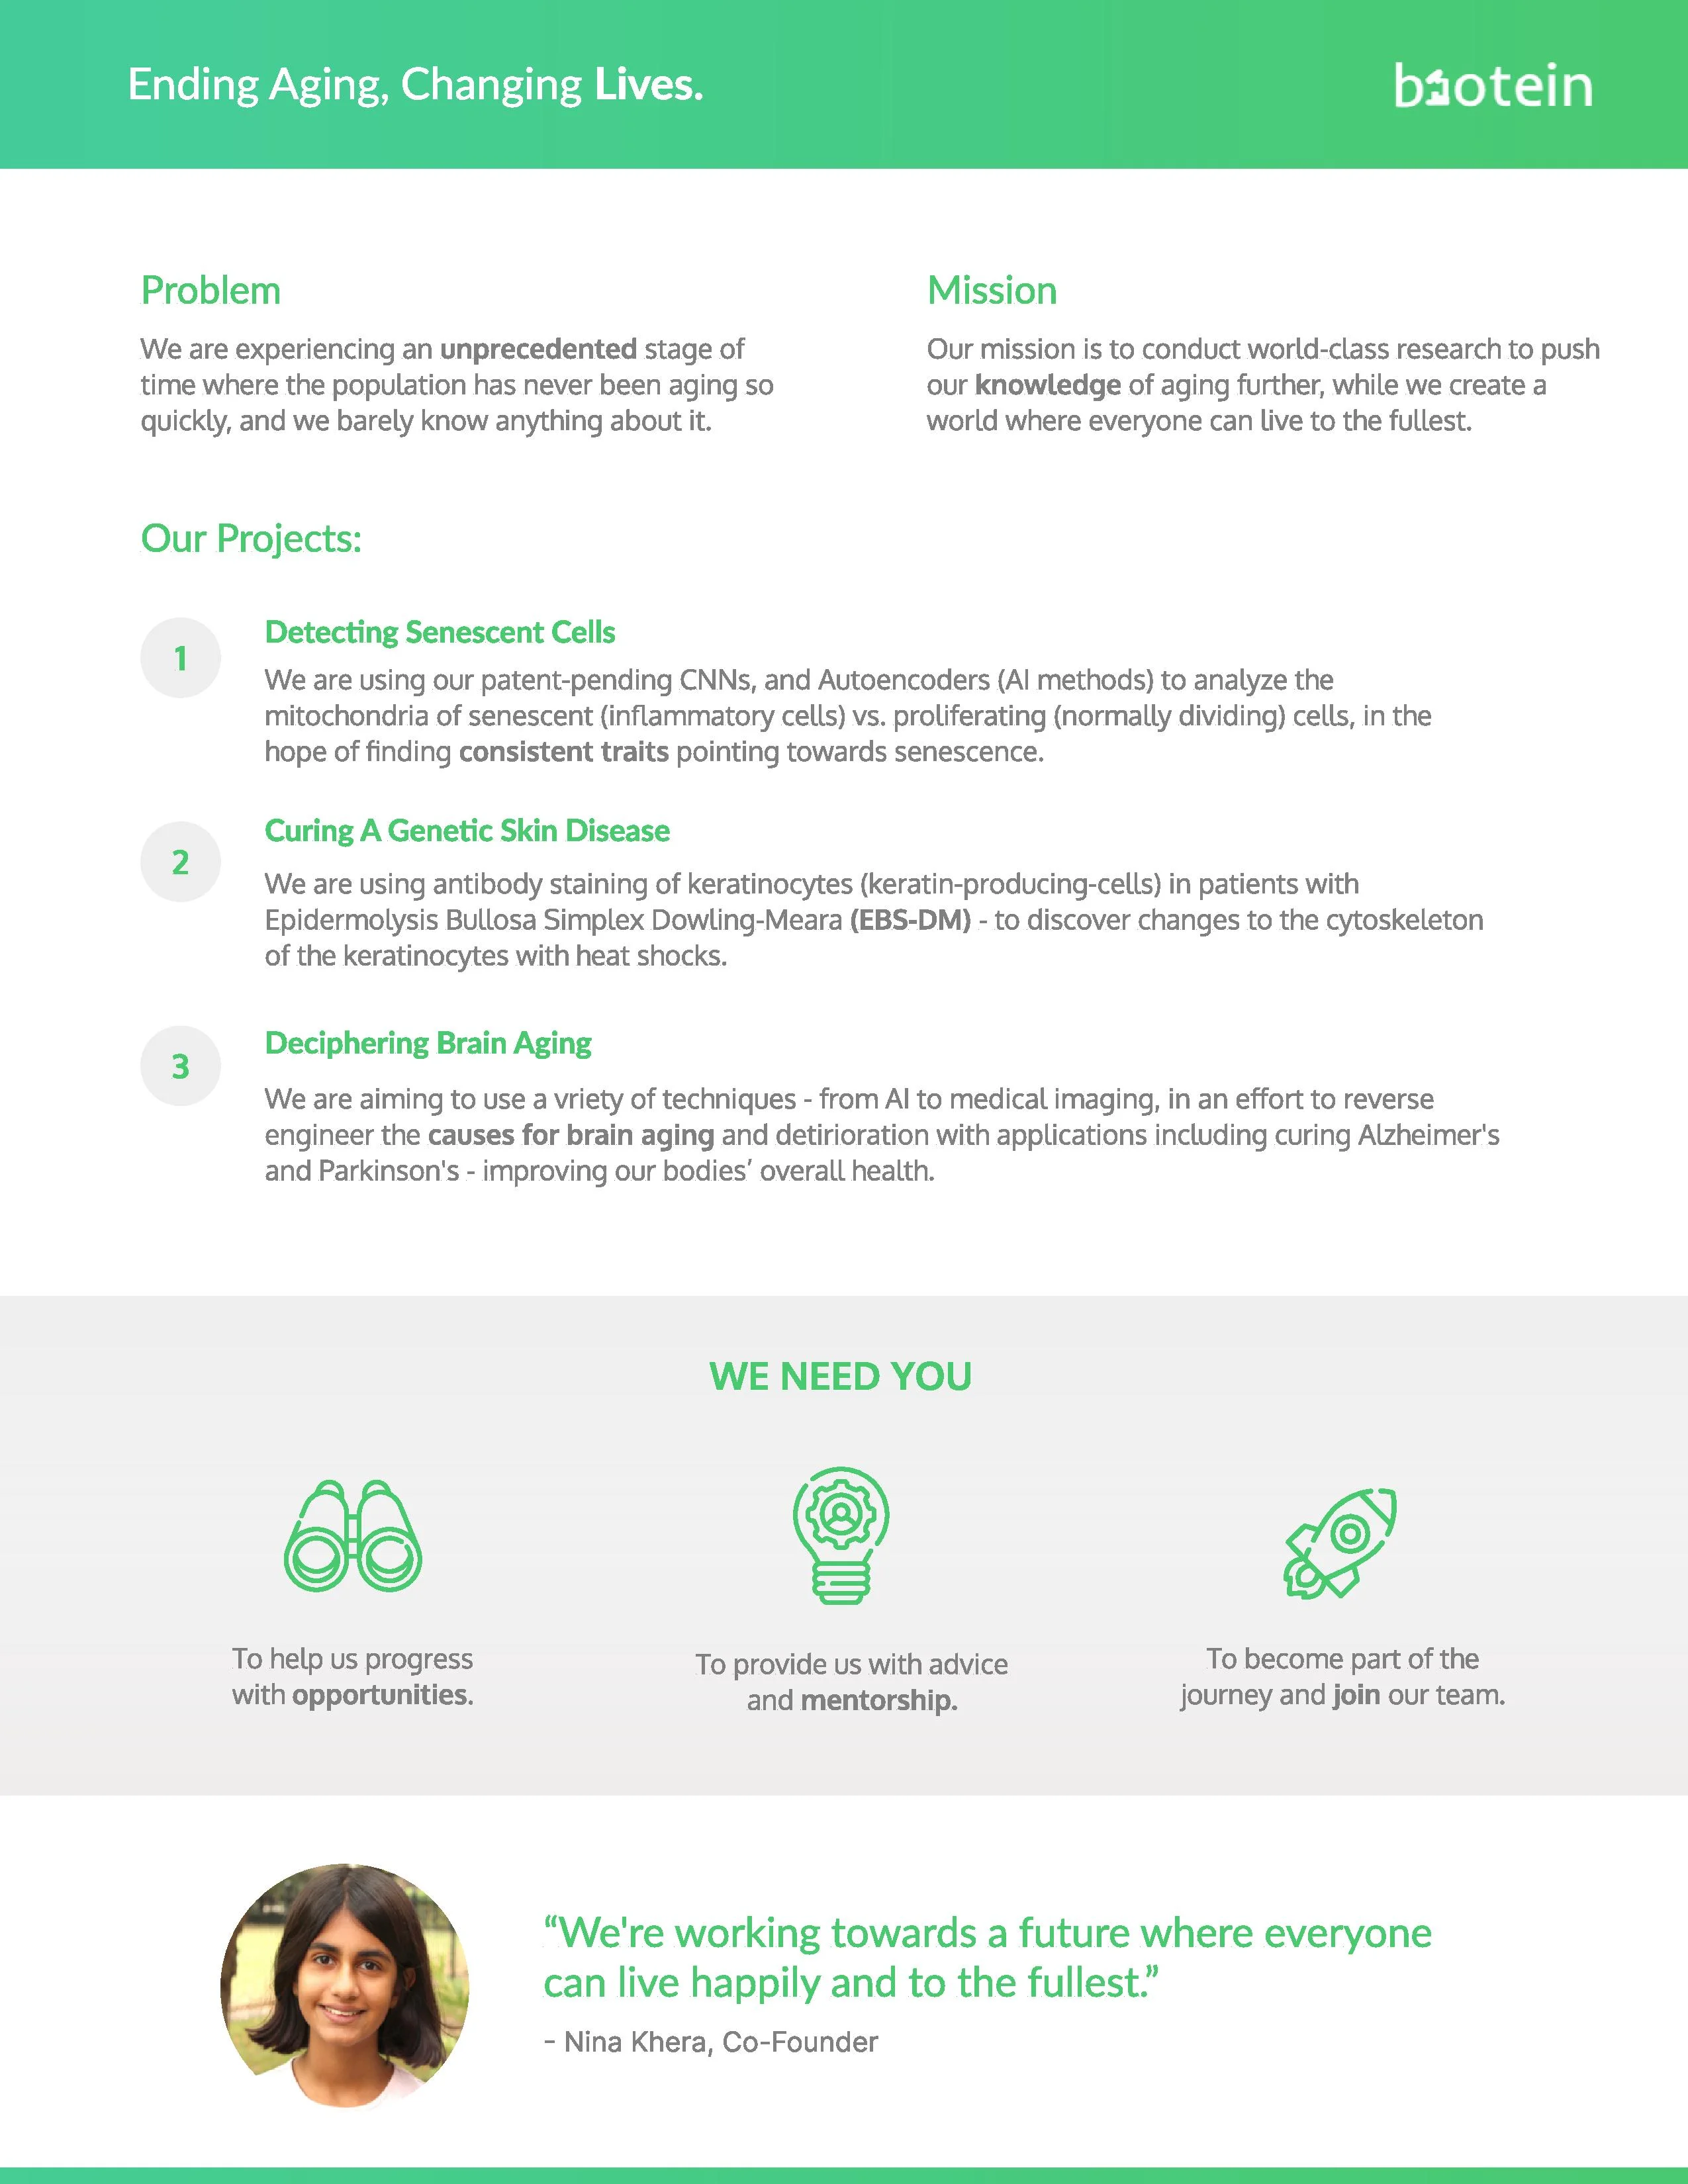 Ending Aging, Changing Lives.
biotein
Problem
We are experiencing an unprecedented stage of
time where the population has never been aging so
quickly, and we barely know anything about it.
Mission
Our mission is to conduct world-class research to push
our knowledge of aging further, while we create a
world where everyone can live to the fullest.
Our Projects:
1
Detecting Senescent Cells
We are using our patent-pending CNNs, and Autoencoders (AI methods) to analyze the
mitochondria of senescent (inflammatory cells) vs. proliferating (normally dividing) cells, in the
hope of finding consistent traits pointing towards senescence.
2
Curing A Genetic Skin Disease
We are using antibody staining of keratinocytes (keratin-producing-cells) in patients with
Epidermolysis Bullosa Simplex Dowling-Meara (EBS-DM) - to discover changes to the cytoskeleton
of the keratinocytes with heat shocks.
3
Deciphering Brain Aging
We are aiming to use a vriety of techniques - from AI to medical imaging, in an effort to reverse
engineer the causes for brain aging and detirioration with applications including curing Alzheimer's
and Parkinson's - improving our bodies’ overall health.
WE NEED YOU
To help us progress
with opportunities.
To provide us with advice
and mentorship.
To become part of the
journey and join our team.
“We're working towards a future where everyone
can live happily and to the fullest.”
- Nina Khera, Co-Founder